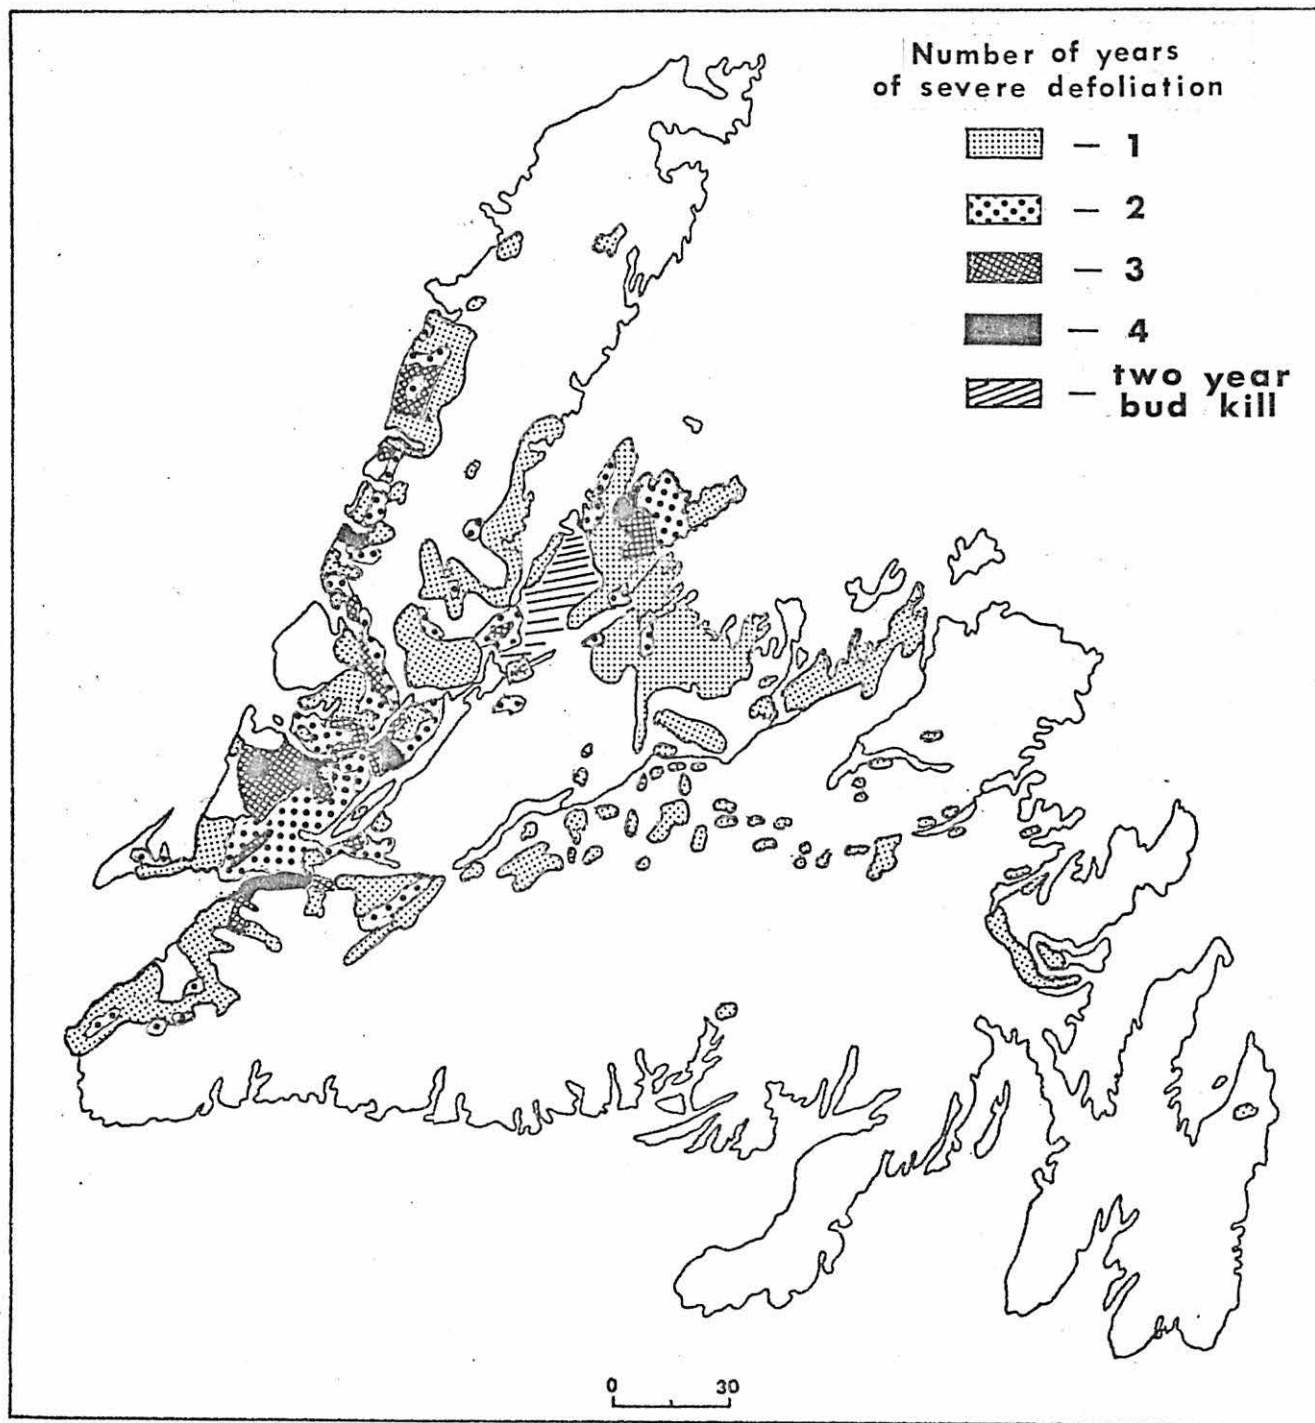 Number of years
of severe defoliation
— 1
— 2
— 3
— 4
— two year
bud kill
0 30